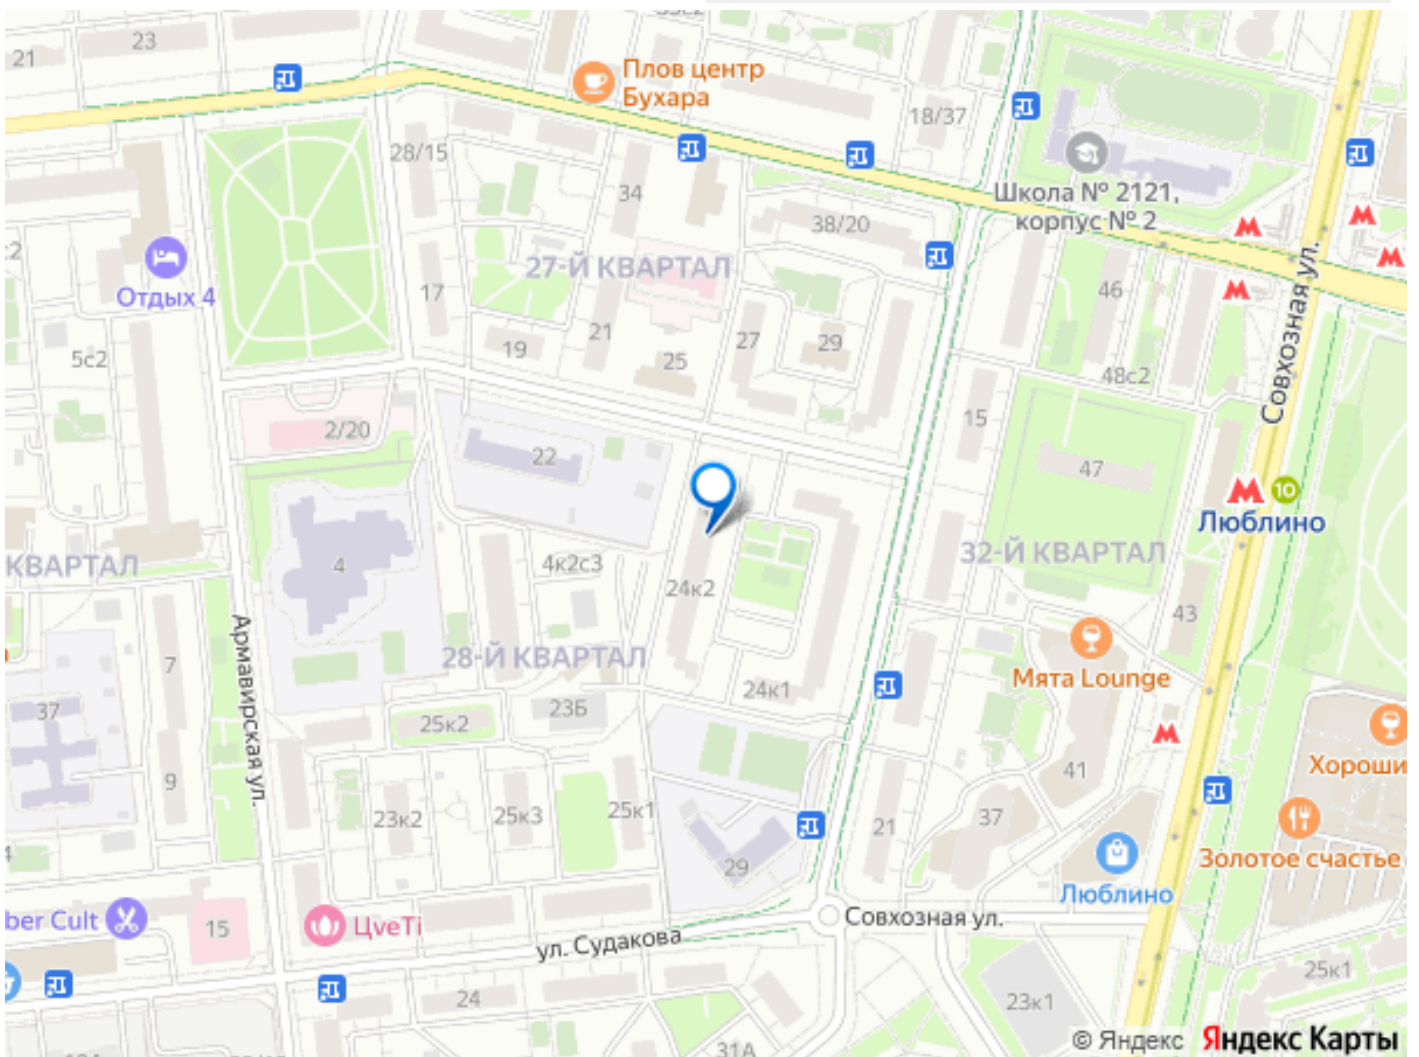 23
21
Плов центр
Бухара
18/37
28/15
34
Школа № 2121,
корпус № 2
38/20
27-Й КВАРТАЛ
Отдых 4
17
21
27
46
Совхозная ул.
5с2
19
25
29
48с2
15
2/20
22
47
10
Люблино
КВАРТАЛ
4
4к2с3
24к2
32-Й КВАРТАЛ
43
Армавирская ул.
7
28-Й КВАРТАЛ
Мята Lounge
24к1
37
25к2
23Б
9
41
Хороши
23к2
25к3
25к1
21
37
29
Золотое счастье
Люблино
ber Cult
15
ЦveTi
ул. Судакова
Совхозная ул.
24
23к1
25к1
31А
© Яндекс
Яндекс Карты